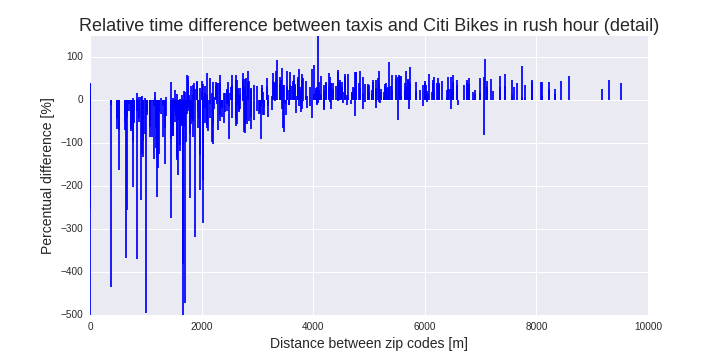 Relative time difference between taxis and Citi Bikes in rush hour (detail)
Percentual difference [%]
100
0
−100
−200
−300
−400
−500
0 2000 4000 6000 8000 10000
Distance between zip codes [m]